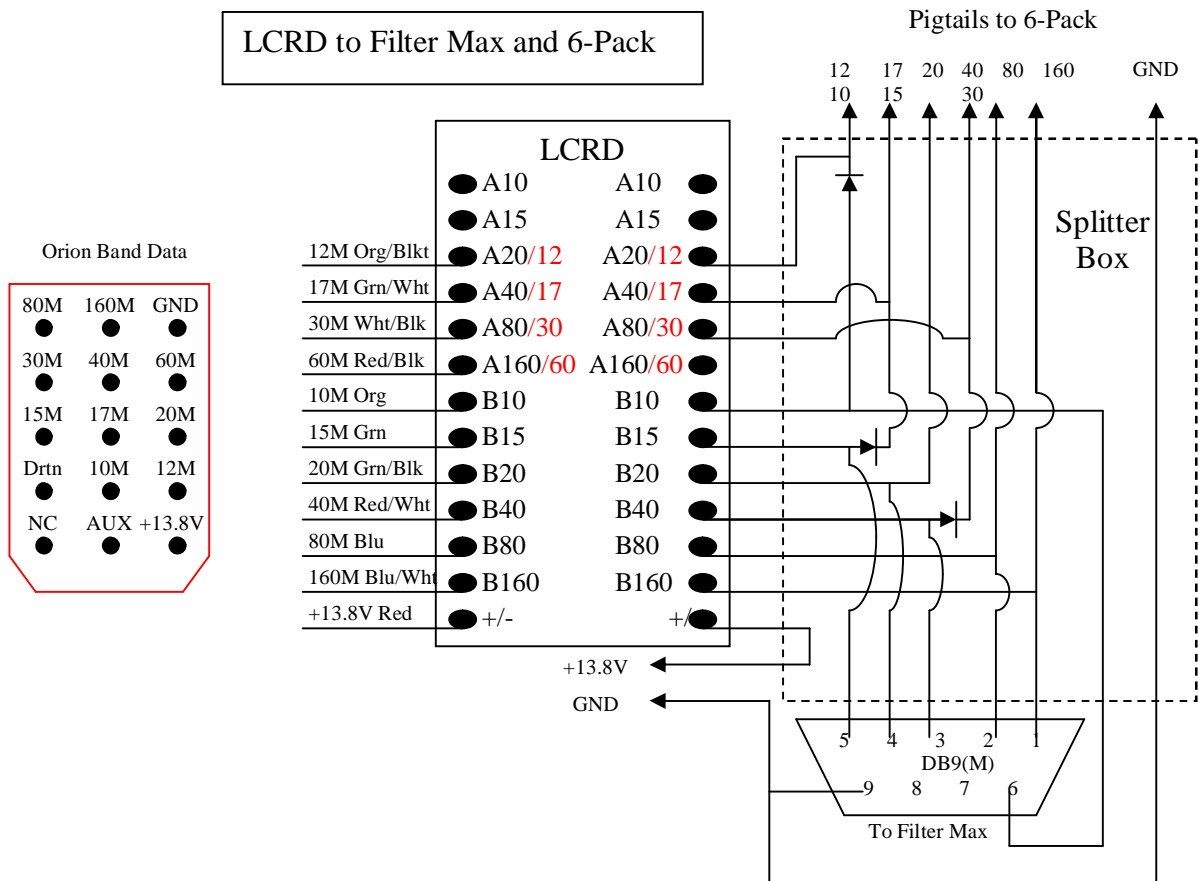 Pigtails to 6-Pack
LCRD to Filter Max and 6-Pack
12 17 20 40 80 160 GND
10 15 30
LCRD
A10 A10
A15 A15
Splitter
Box
Orion Band Data
12M Org/Blkt A20/12 A20/12
17M Grn/Wht A40/17 A40/17
30M Wht/Blk A80/30 A80/30
60M Red/Blk A160/60 A160/60
10M Org B10 B10
15M Grn B15 B15
20M Grn/Blk B20 B20
40M Red/Wht B40 B40
80M Blu B80 B80
160M Blu/Wht B160 B160
+13.8V Red +/- +/
80M 160M GND
30M 40M 60M
15M 17M 20M
Drtn 10M 12M
NC AUX +13.8V
+13.8V
GND
5 4 3 2 1
DB9(M)
9 8 7 6
To Filter Max